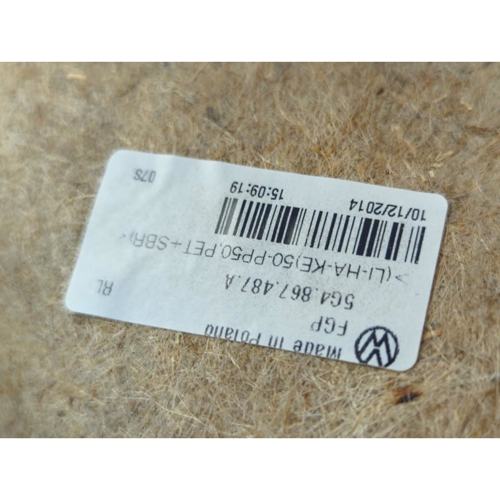 Made in Poland
FGP
5G4.867.487.A RL
>(LI-HA-KE)50-PP50,PET+SBR<
10/12/2014 15:09:19 07S